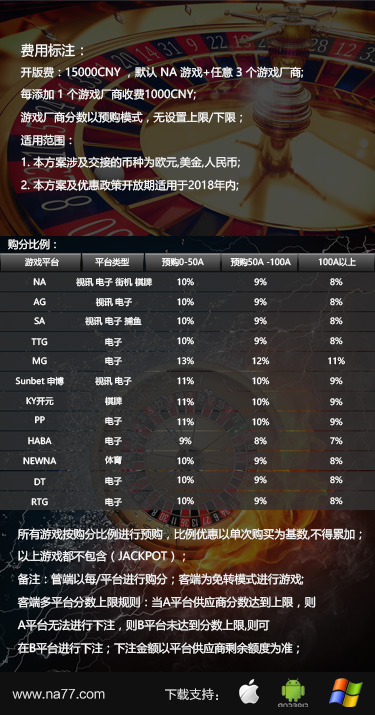 费用标注：
开版费：15000CNY ，默认 NA 游戏+任意 3 个游戏厂商;
每添加 1 个游戏厂商收费1000CNY;
游戏厂商分数以预购模式，无设置上限/下限；
适用范围：
1. 本方案涉及交接的币种为欧元,美金,人民币;
2. 本方案及优惠政策开放期适用于2018年内;
购分比例：
游戏平台 平台类型 预购0-50A 预购50A -100A 100A以上
NA 视讯 电子 街机 棋牌 10% 9% 8%
AG 视讯 电子 10% 9% 8%
SA 视讯 电子 捕鱼 10% 9% 8%
TTG 电子 10% 9% 8%
MG 电子 13% 12% 11%
Sunbet 申博 视讯 电子 11% 10% 9%
KY开元 棋牌 11% 10% 9%
PP 电子 11% 10% 9%
HABA 电子 9% 8% 7%
NEWNA 体育 10% 9% 8%
DT 电子 10% 9% 8%
RTG 电子 10% 9% 8%
所有游戏按购分比例进行预购，比例优惠以单次购买为基数,不得累加；
以上游戏都不包含（JACKPOT）；
备注：管端以每/平台进行购分；客端为免转模式进行游戏;
客端多平台分数上限规则：当A平台供应商分数达到上限，则
A平台无法进行下注，则B平台未达到分数上限,则可
在B平台进行下注；下注金额以平台供应商剩余额度为准；
www.na77.com 下载支持：
ANDROID